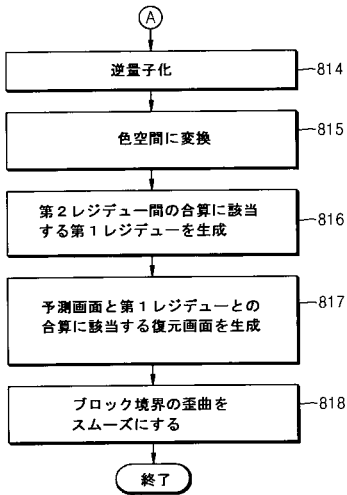 A
逆量子化
814
色空間に変換
815
第2レジデュー間の合算に該当
する第1レジデューを生成
816
予測画面と第1レジデューとの
合算に該当する復元画面を生成
817
ブロック境界の歪曲を
スムーズにする
818
終了